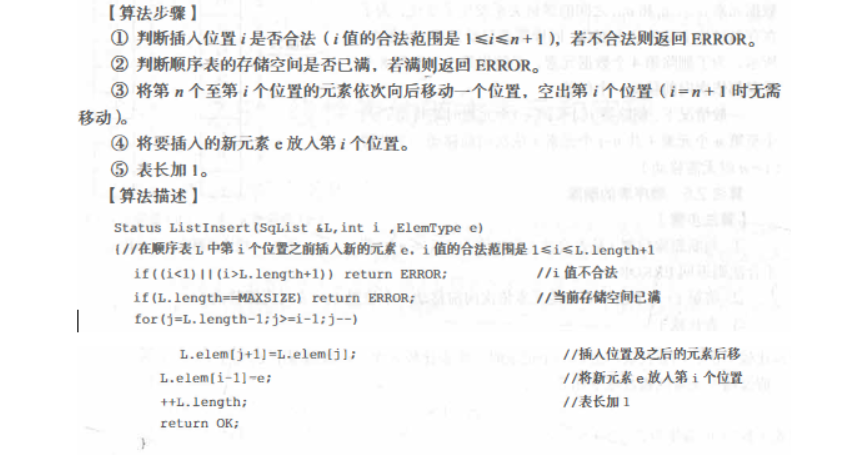 【算法步骤】
① 判断插入位置 i 是否合法（i 值的合法范围是 1≤i≤n+1），若不合法则返回 ERROR。
② 判断顺序表的存储空间是否已满，若满则返回 ERROR。
③ 将第 n 个至第 i 个位置的元素依次向后移动一个位置，空出第 i 个位置（i=n+1 时无需
移动）。
④ 将要插入的新元素 e 放入第 i 个位置。
⑤ 表长加 1。
【算法描述】
Status ListInsert(SqList &L,int i ,ElemType e)
{//在顺序表 L 中第 i 个位置之前插入新的元素 e，i 值的合法范围是 1≤i≤L.length+1
if((i<1)||(i>L.length+1)) return ERROR; //i 值不合法
if(L.length==MAXSIZE) return ERROR; //当前存储空间已满
for(j=L.length-1;j>=i-1;j--)
L.elem[j+1]=L.elem[j]; //插入位置及之后的元素后移
L.elem[i-1]=e; //将新元素 e 放入第 i 个位置
++L.length; //表长加 1
return OK;
}